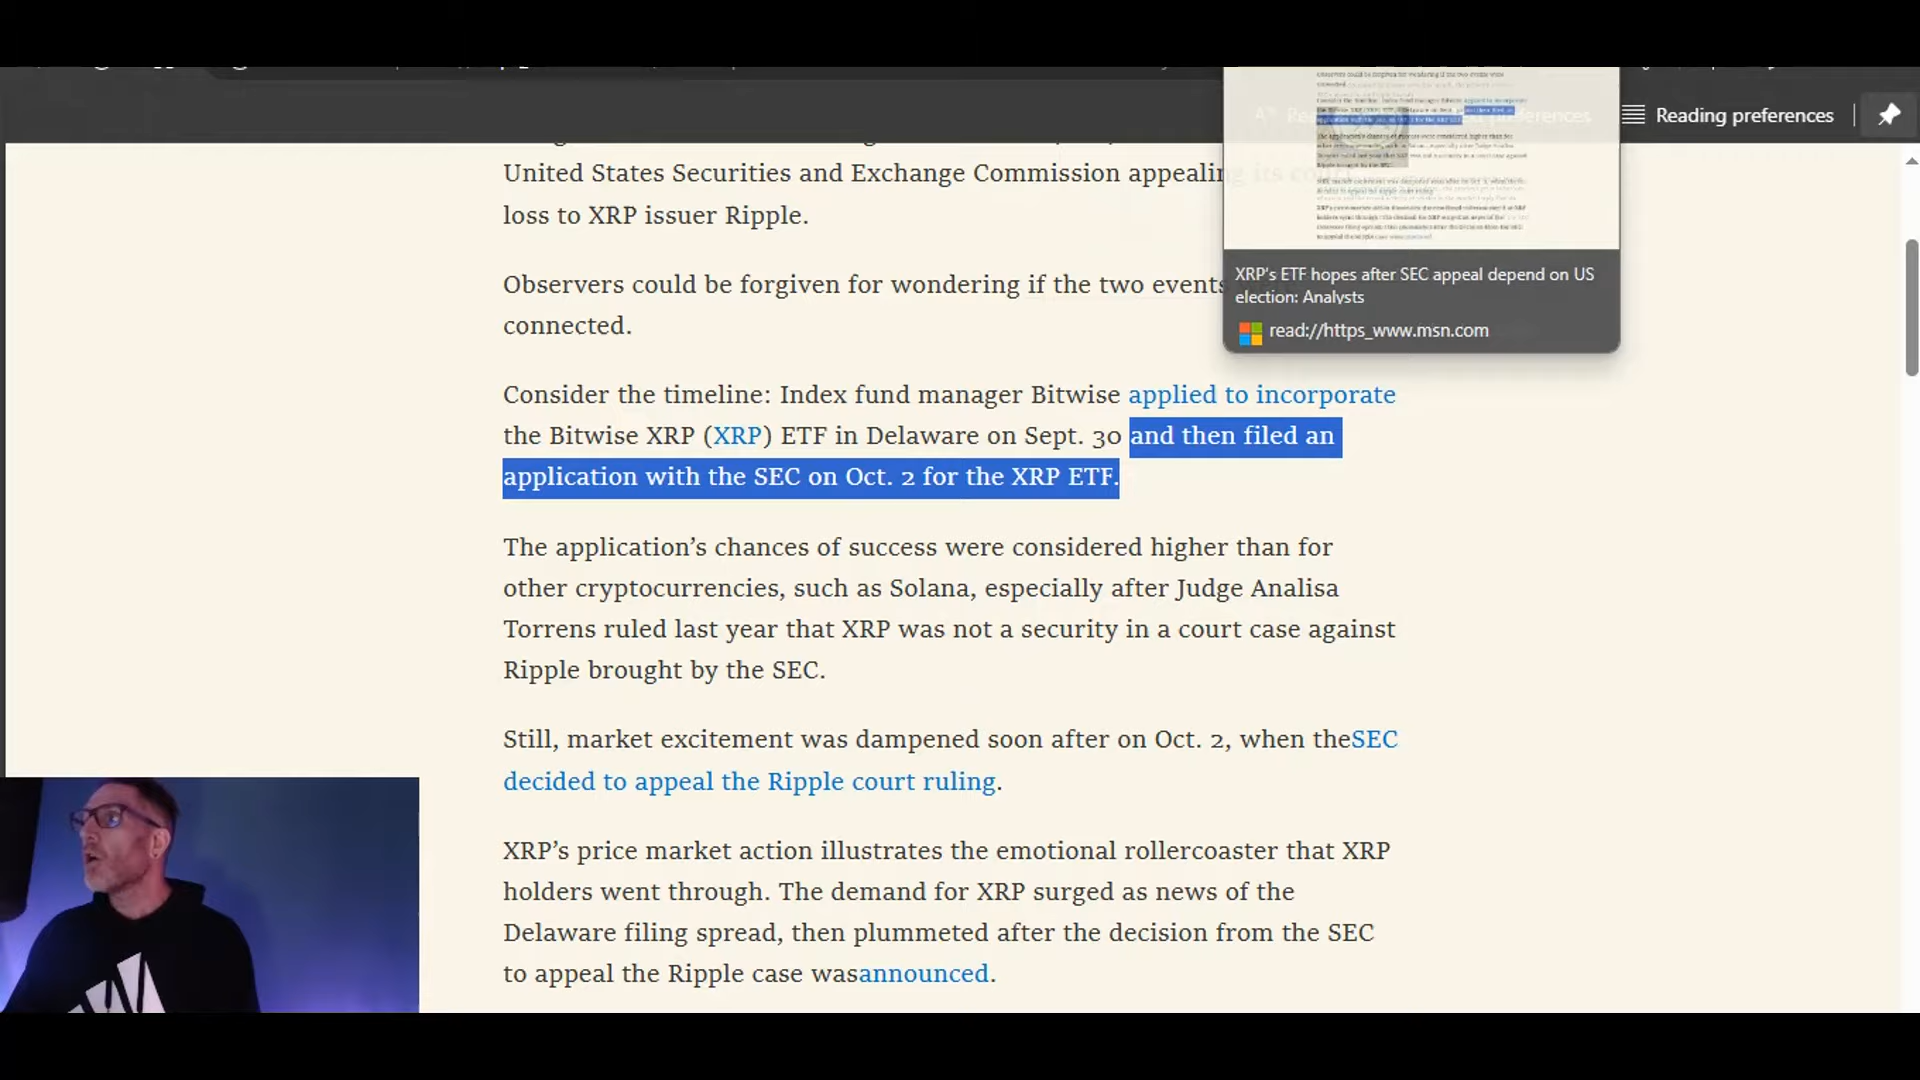 Reading preferences
United States Securities and Exchange Commission appealing its court
loss to XRP issuer Ripple.
XRP's ETF hopes after SEC appeal depend on US
election: Analysts
read://https_www.msn.com
Observers could be forgiven for wondering if the two events were
connected.
Consider the timeline: Index fund manager Bitwise applied to incorporate
the Bitwise XRP (XRP) ETF in Delaware on Sept. 30 and then filed an
application with the SEC on Oct. 2 for the XRP ETF.
The application’s chances of success were considered higher than for
other cryptocurrencies, such as Solana, especially after Judge Analisa
Torrens ruled last year that XRP was not a security in a court case against
Ripple brought by the SEC.
Still, market excitement was dampened soon after on Oct. 2, when theSEC
decided to appeal the Ripple court ruling.
XRP’s price market action illustrates the emotional rollercoaster that XRP
holders went through. The demand for XRP surged as news of the
Delaware filing spread, then plummeted after the decision from the SEC
to appeal the Ripple case wasannounced.